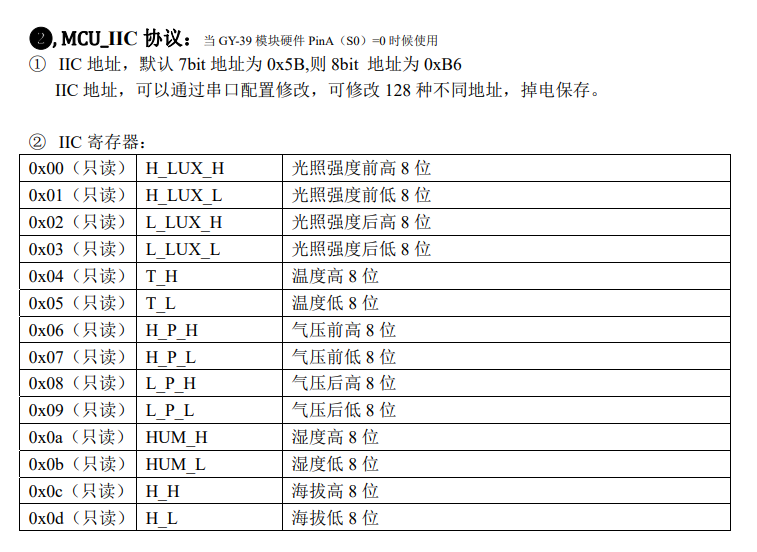 ❷, MCU_IIC 协议：当 GY-39 模块硬件 PinA（S0）=0 时候使用
① IIC 地址，默认 7bit 地址为 0x5B,则 8bit 地址为 0xB6
IIC 地址，可以通过串口配置修改，可修改 128 种不同地址，掉电保存。
② IIC 寄存器：
0x00（只读） H_LUX_H 光照强度前高 8 位
0x01（只读） H_LUX_L 光照强度前低 8 位
0x02（只读） L_LUX_H 光照强度后高 8 位
0x03（只读） L_LUX_L 光照强度后低 8 位
0x04（只读） T_H 温度高 8 位
0x05（只读） T_L 温度低 8 位
0x06（只读） H_P_H 气压前高 8 位
0x07（只读） H_P_L 气压前低 8 位
0x08（只读） L_P_H 气压后高 8 位
0x09（只读） L_P_L 气压后低 8 位
0x0a（只读） HUM_H 湿度高 8 位
0x0b（只读） HUM_L 湿度低 8 位
0x0c（只读） H_H 海拔高 8 位
0x0d（只读） H_L 海拔低 8 位